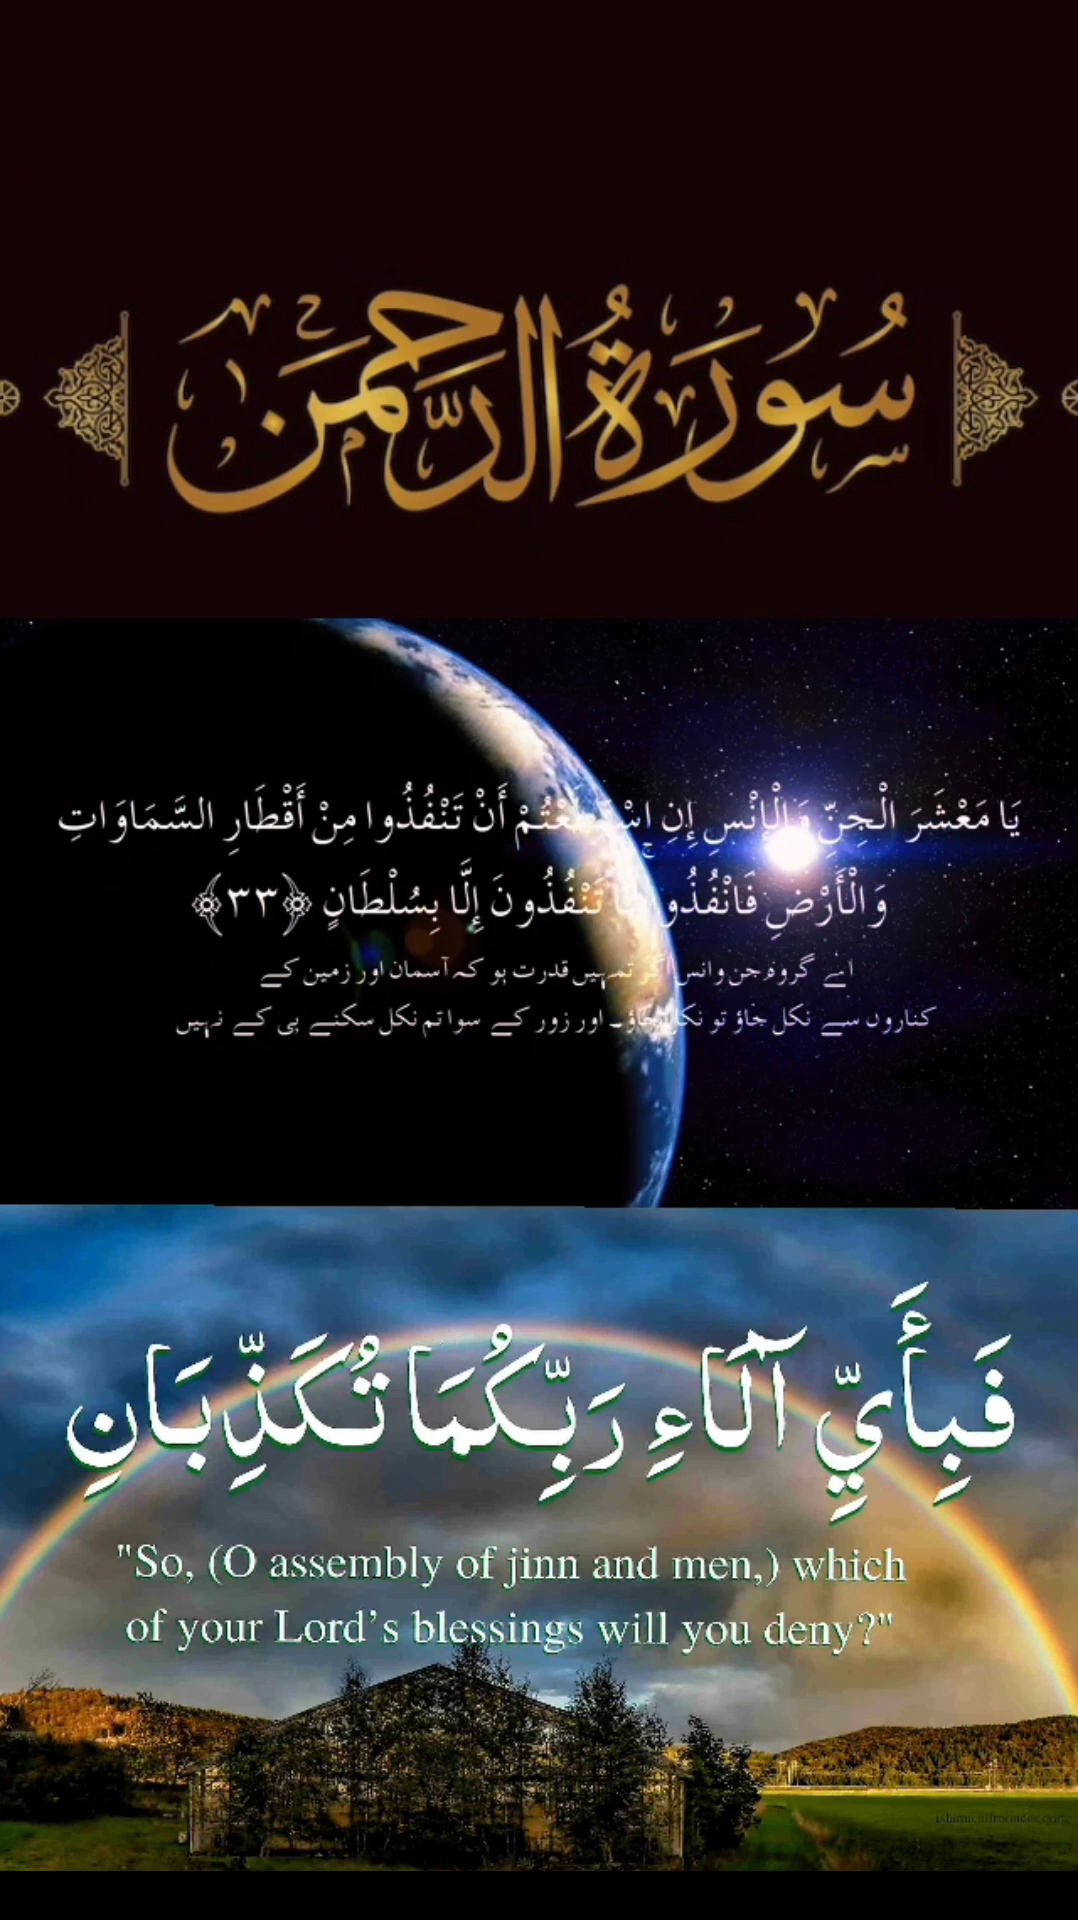 سُورَةُ الرَّحْمَن
يَا مَعْشَرَ الْجِنِّ وَالْإِنْسِ إِنِ اسْتَطَعْتُمْ أَنْ تَنْفُذُوا مِنْ أَقْطَارِ السَّمَاوَاتِ
وَالْأَرْضِ فَانْفُذُوا لَا تَنْفُذُونَ إِلَّا بِسُلْطَانٍ ﴿٣٣﴾
اے گروہِ جن وانس اگر تمہیں قدرت ہو کہ آسمان اور زمین کے
کناروں سے نکل جاؤ تو نکل جاؤ۔ اور زور کے سوا تم نکل سکنے ہی کے نہیں
فَبِأَيِّ آلَاءِ رَبِّكُمَا تُكَذِّبَانِ
"So, (O assembly of jinn and men,) which
of your Lord’s blessings will you deny?"